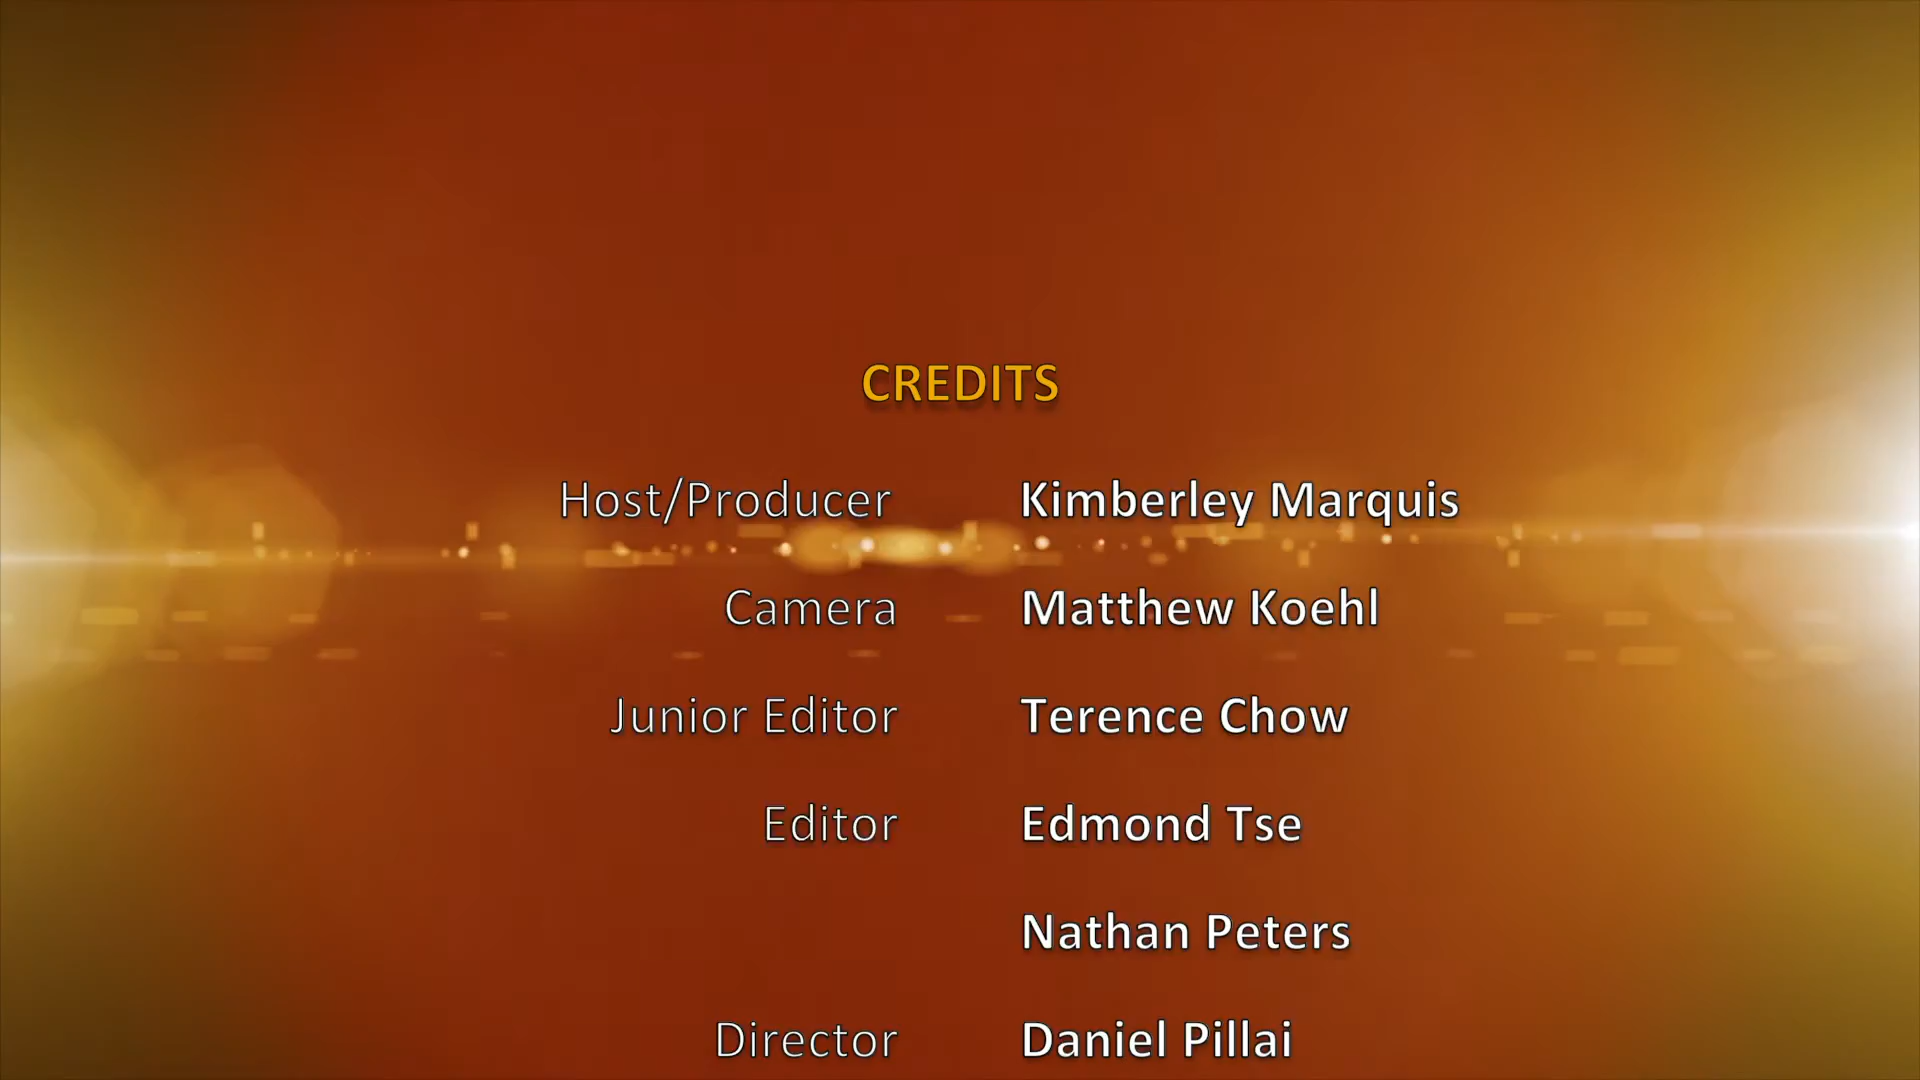 CREDITS
Host/Producer Kimberley Marquis
Camera Matthew Koehl
Junior Editor Terence Chow
Editor Edmond Tse
Nathan Peters
Director Daniel Pillai